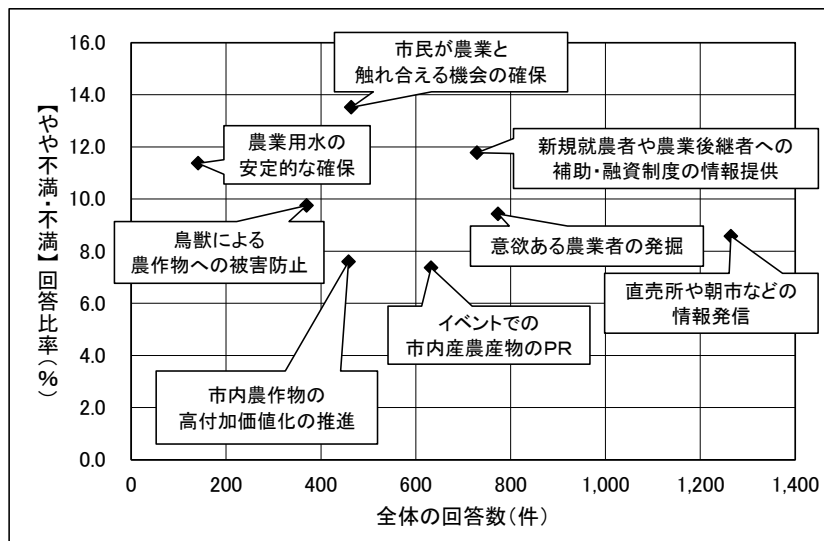 16.0
14.0
12.0
10.0
8.0
6.0
4.0
2.0
0.0
【やや不満・不満】回答比率(%)
市民が農業と
触れ合える機会の確保
農業用水の
安定的な確保
新規就農者や農業後継者への
補助・融資制度の情報提供
鳥獣による
農作物への被害防止
意欲ある農業者の発掘
直売所や朝市などの
情報発信
イベントでの
市内産農産物のPR
市内農作物の
高付加価値化の推進
0 200 400 600 800 1,000 1,200 1,400
全体の回答数(件)